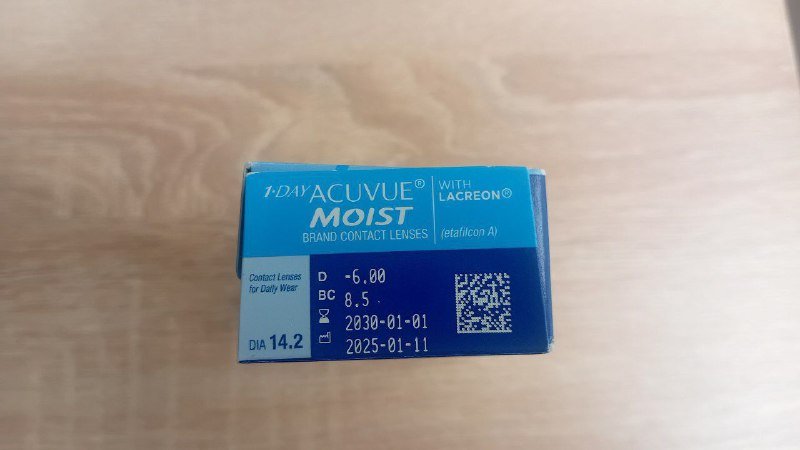 1·DAY ACUVUE® WITH
LACREON®
MOIST
BRAND CONTACT LENSES (etafilcon A)
Contact Lenses
for Daily Wear
DIA 14.2
D -6.00
BC 8.5
2030-01-01
2025-01-11